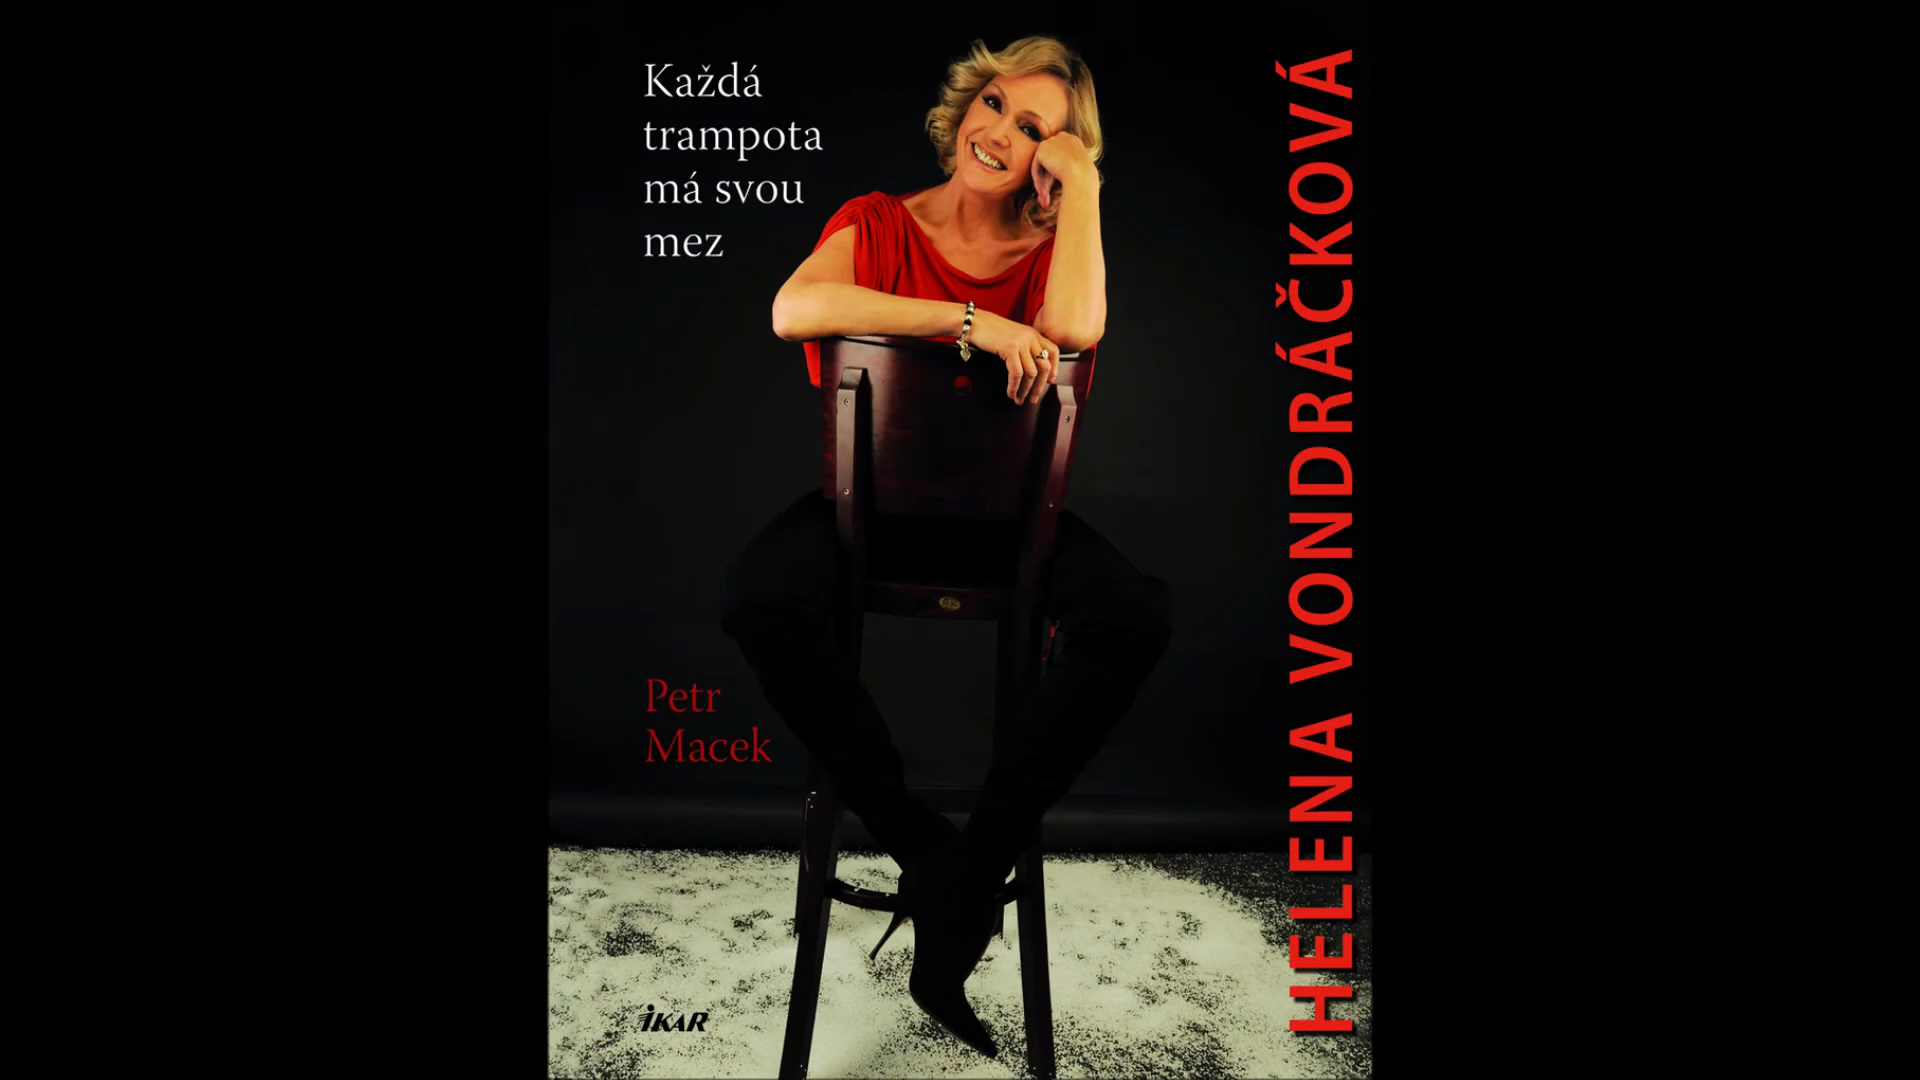 Každá
trampota
má svou
mez
HELENA VONDRÁČKOVÁ
Petr
Macek
IKAR